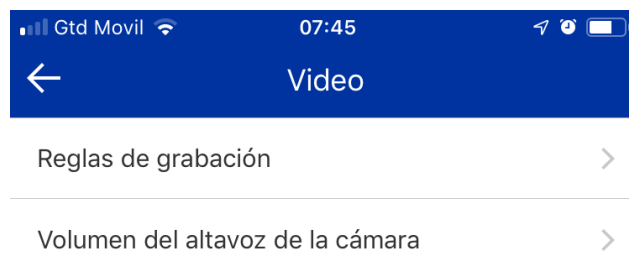 Gtd Movil 07:45
Video
Reglas de grabación
Volumen del altavoz de la cámara